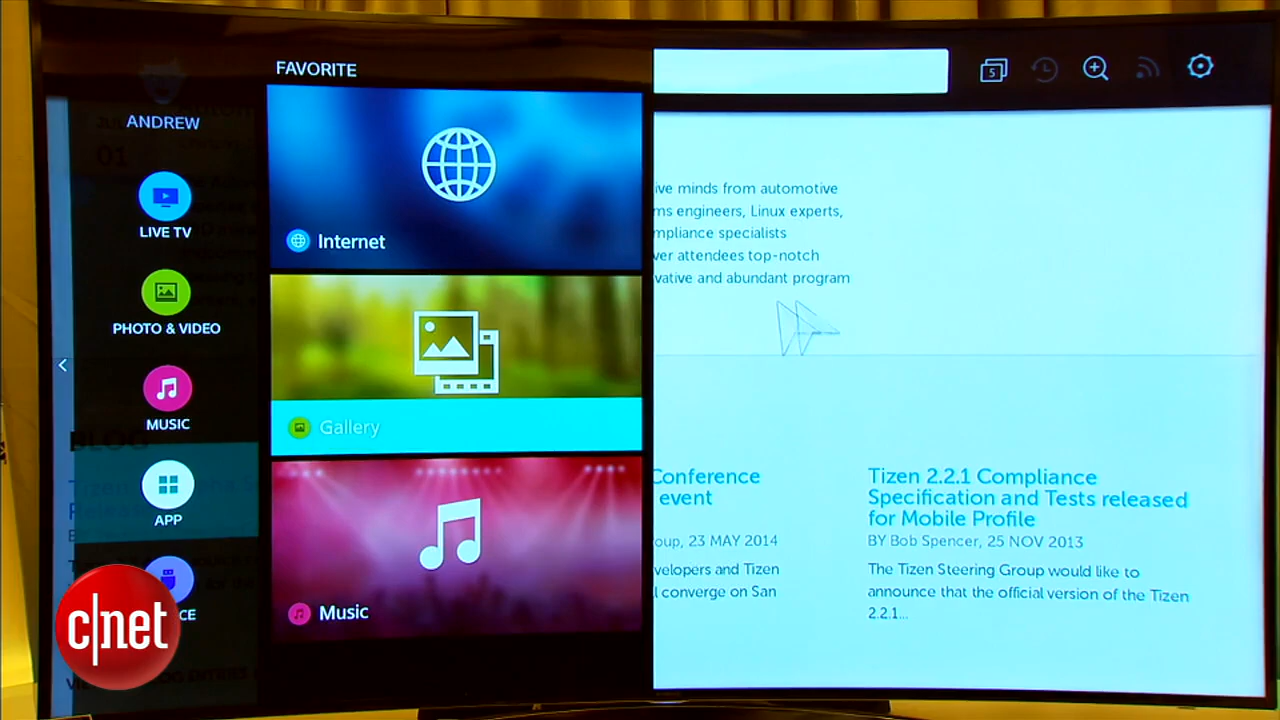 FAVORITE
ANDREW
LIVE TV
PHOTO & VIDEO
MUSIC
APP
CE
Internet
Gallery
Music
5
ive minds from automotive
ms engineers, Linux experts,
mpliance specialists
ver attendees top-notch
vative and abundant program
Conference
event
oup, 23 MAY 2014
velopers and Tizen
l converge on San
Tizen 2.2.1 Compliance
Specification and Tests released
for Mobile Profile
BY Bob Spencer, 25 NOV 2013
The Tizen Steering Group would like to
announce that the official version of the Tizen
2.2.1...
01
BLOG
c|net